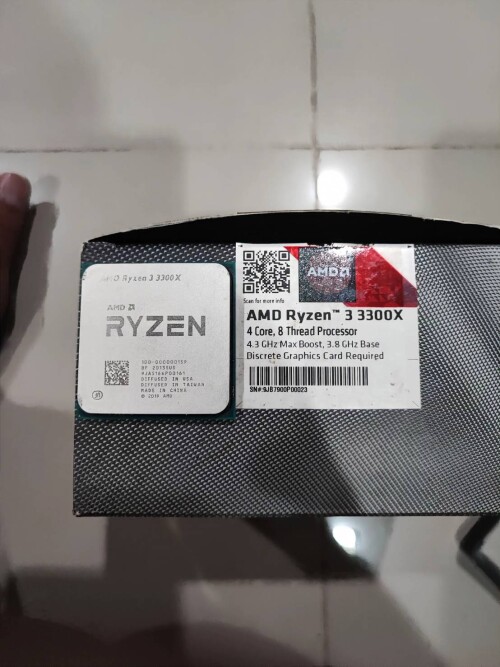 AMD Ryzen 3 3300X
AMD
RYZEN
DIFFUSED IN USA
DIFFUSED IN TAIWAN
MADE IN CHINA
© 2019 AMD
AMD
Scan for more info
AMD Ryzen™ 3 3300X
4 Core, 8 Thread Processor
4.3 GHz Max Boost, 3.8 GHz Base
Discrete Graphics Card Required
SN#:9JB7900P00023